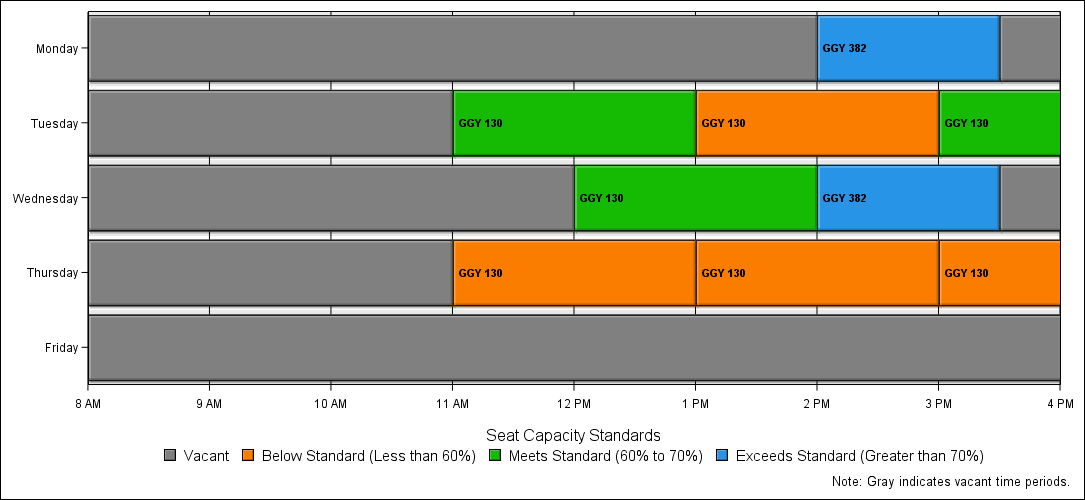 Monday
GGY 382
Tuesday
GGY 130
GGY 130
GGY 130
Wednesday
GGY 130
GGY 382
Thursday
GGY 130
GGY 130
GGY 130
Friday
8 AM 9 AM 10 AM 11 AM 12 PM 1 PM 2 PM 3 PM 4 PM
Seat Capacity Standards
Vacant Below Standard (Less than 60%) Meets Standard (60% to 70%) Exceeds Standard (Greater than 70%)
Note: Gray indicates vacant time periods.